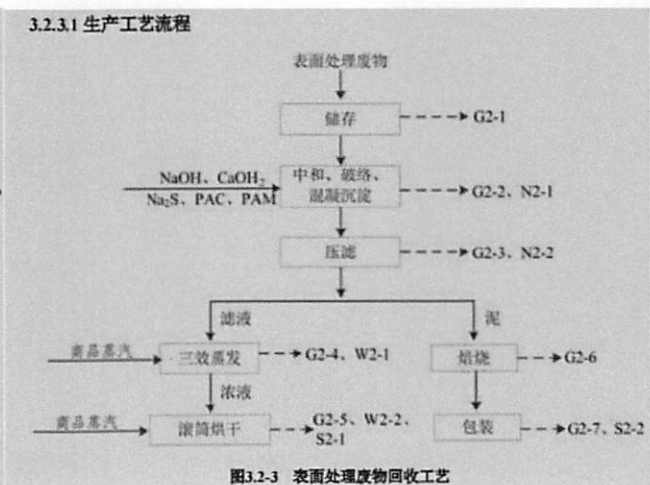 3.2.3.1 生产工艺流程
表面处理废物
储存
G2-1
NaOH、CaOH₂
Na₂S、PAC、PAM
中和、破络、
混凝沉淀
G2-2、N2-1
压滤
G2-3、N2-2
滤液
泥
商品蒸汽
三效蒸发
G2-4、W2-1
焙烧
G2-6
浓液
商品蒸汽
滚筒烘干
G2-5、W2-2、
S2-1
包装
G2-7、S2-2
图3.2-3 表面处理废物回收工艺